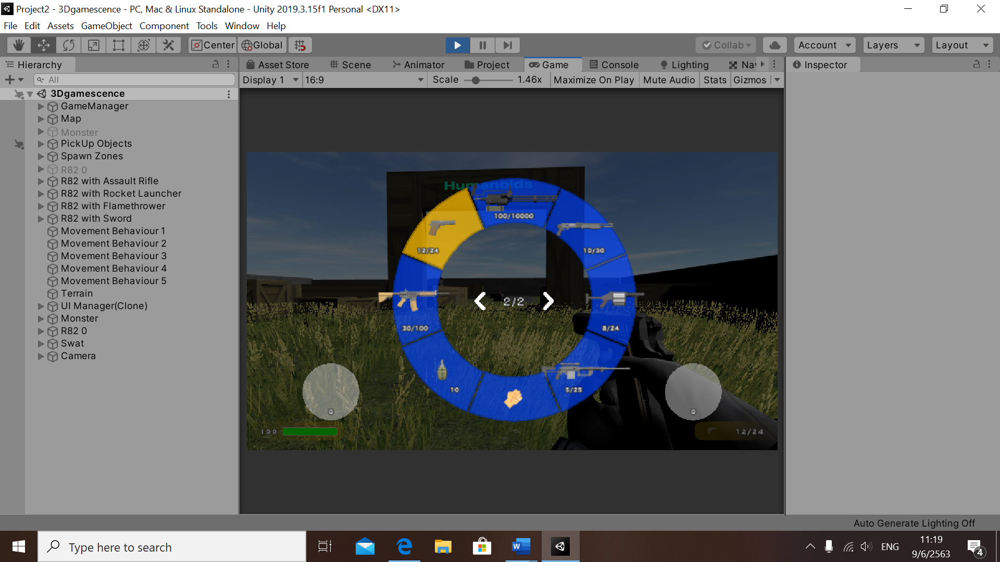 Project2 - 3Dgamescence - PC, Mac & Linux Standalone - Unity 2019.3.15f1 Personal <DX11>
File Edit Assets GameObject Component Tools Window Help
Center Global Collab Account Layers Layout
Hierarchy Asset Store Scene Animator Project Game Console Lighting Nav Inspector
All Display 1 16:9 Scale 1.46x Maximize On Play Mute Audio Stats Gizmos
3Dgamescence
GameManager
Map
Monster
PickUp Objects
Spawn Zones
R82 0
R82 with Assault Rifle
R82 with Rocket Launcher
R82 with Flamethrower
R82 with Sword
Movement Behaviour 1
Movement Behaviour 2
Movement Behaviour 3
Movement Behaviour 4
Movement Behaviour 5
Terrain
UI Manager(Clone)
Monster
R82 0
Swat
Camera
Humanoids
100/10000
12/24
10/30
2/2
30/100
8/24
10
5/25
100
12/24
Auto Generate Lighting Off
Type here to search
ENG
11:19
9/6/2563
4